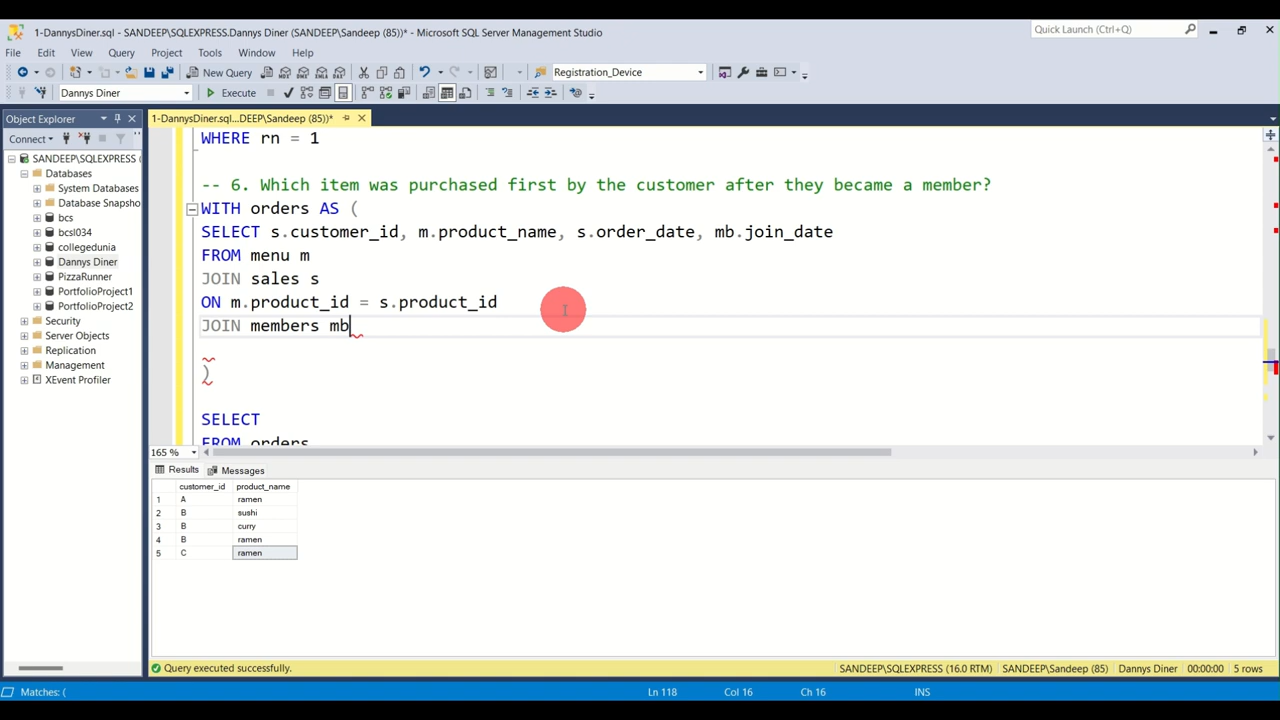 1-DannysDiner.sql - SANDEEP\SQLEXPRESS.Dannys Diner (SANDEEP\Sandeep (85))* - Microsoft SQL Server Management Studio
Quick Launch (Ctrl+Q)
File Edit View Query Project Tools Window Help
New Query
Registration_Device
Dannys Diner
Execute
Object Explorer
1-DannysDiner.sql...DEEP\Sandeep (85))*
Connect
SANDEEP\SQLEXPRESS (
Databases
System Databases
Database Snapsho
bcs
bcsl034
collegedunia
Dannys Diner
PizzaRunner
PortfolioProject1
PortfolioProject2
Security
Server Objects
Replication
Management
XEvent Profiler
WHERE rn = 1
-- 6. Which item was purchased first by the customer after they became a member?
WITH orders AS (
SELECT s.customer_id, m.product_name, s.order_date, mb.join_date
FROM menu m
JOIN sales s
ON m.product_id = s.product_id
JOIN members mb
)
SELECT
FROM orders
165 %
Results Messages
customer_id product_name
1 A ramen
2 B sushi
3 B curry
4 B ramen
5 C ramen
Query executed successfully.
SANDEEP\SQLEXPRESS (16.0 RTM) SANDEEP\Sandeep (85) Dannys Diner 00:00:00 5 rows
Matches: (
Ln 118 Col 16 Ch 16 INS